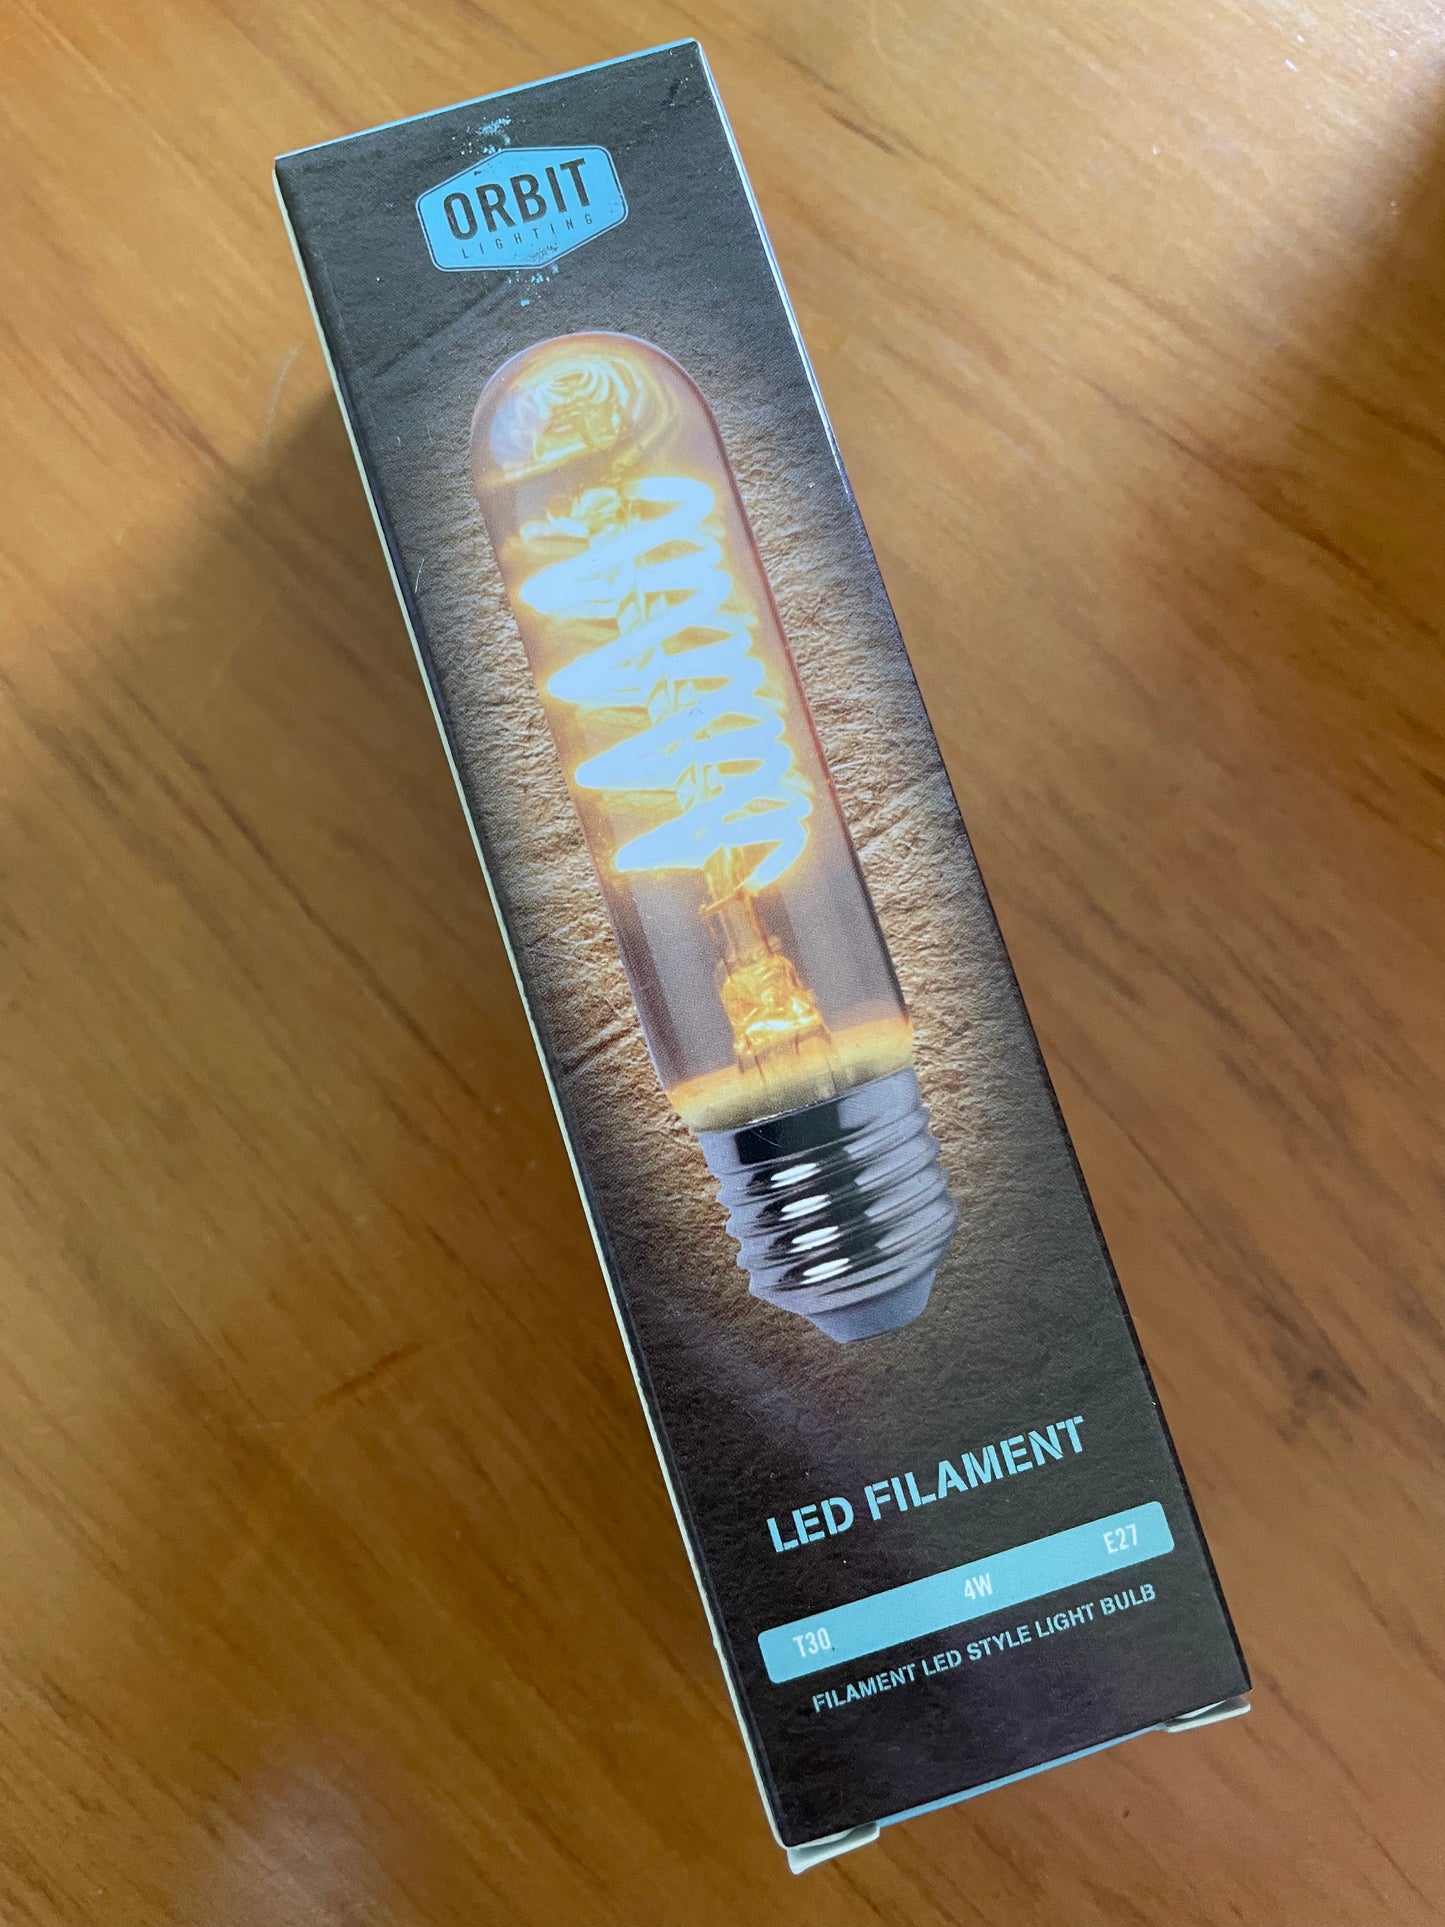 ORBIT
LIGHTING
LED FILAMENT
T30 4W E27
FILAMENT LED STYLE LIGHT BULB